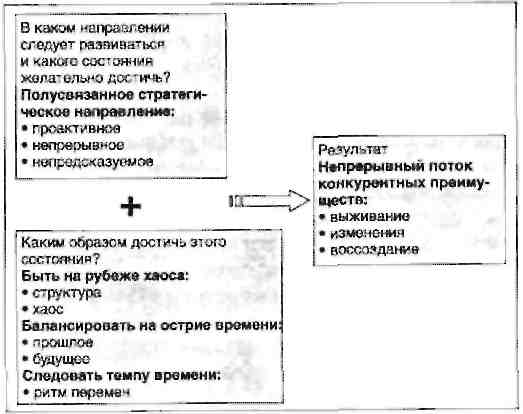 В каком направлении
следует развиваться
и какого состояния
желательно достичь?
Полусвязанное стратеги-
ческое направление:
• проактивное
• непрерывное
• непредсказуемое
+
Каким образом достичь этого
состояния?
Быть на рубеже хаоса:
• структура
• хаос
Балансировать на острие времени:
• прошлое
• будущее
Следовать темпу времени:
• ритм перемен
Результат
Непрерывный поток
конкурентных преиму-
ществ:
• выживание
• изменения
• воссоздание